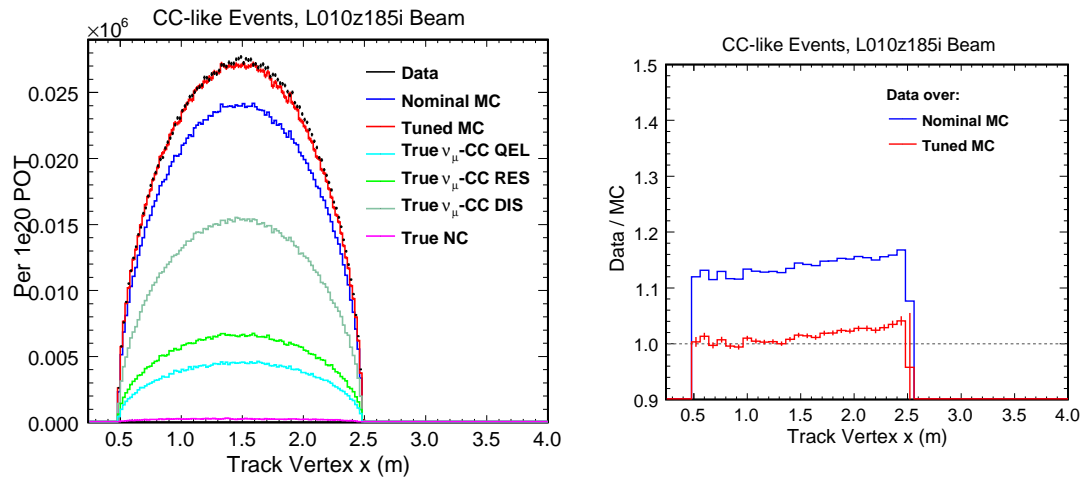 CC-like Events, L010z185i Beam
×10⁶
Per 1e20 POT
0.025
0.020
0.015
0.010
0.005
0.000
Data
Nominal MC
Tuned MC
True νμ-CC QEL
True νμ-CC RES
True νμ-CC DIS
True NC
0.5 1.0 1.5 2.0 2.5 3.0 3.5 4.0
Track Vertex x (m)
CC-like Events, L010z185i Beam
Data / MC
1.5
1.4
1.3
1.2
1.1
1.0
0.9
Data over:
Nominal MC
Tuned MC
0.5 1.0 1.5 2.0 2.5 3.0 3.5 4.0
Track Vertex x (m)